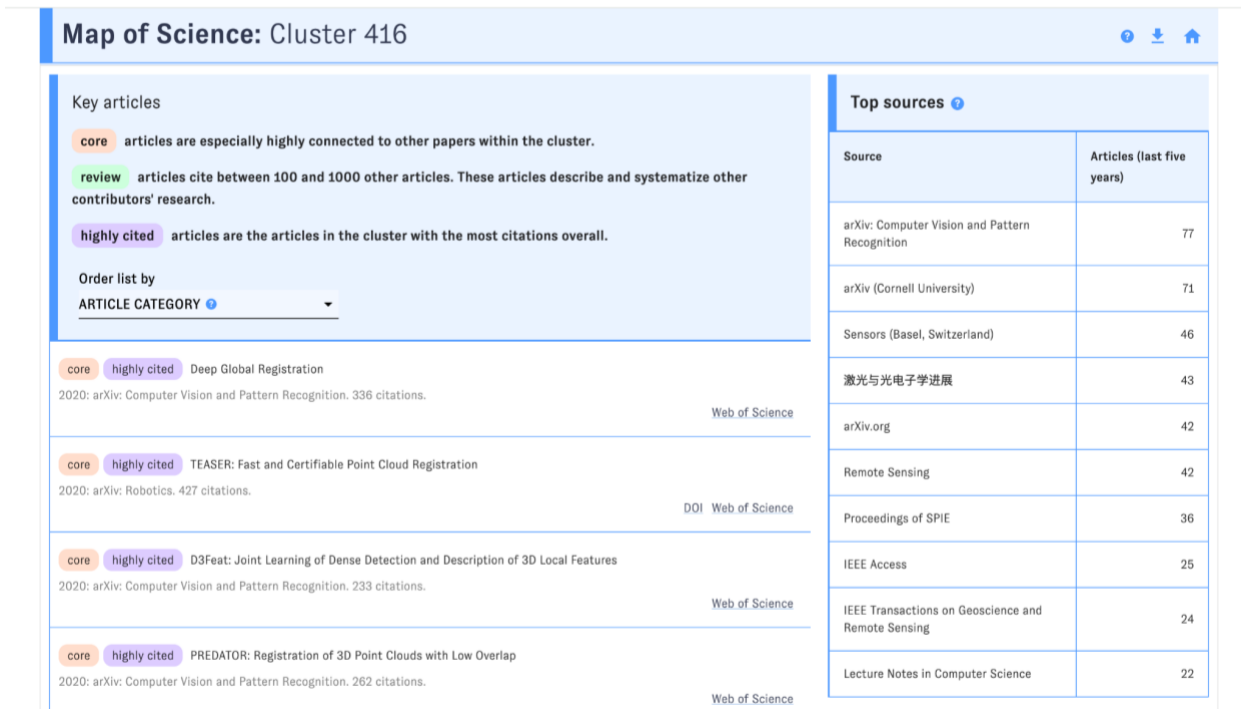 Map of Science: Cluster 416
Key articles
core articles are especially highly connected to other papers within the cluster.
review articles cite between 100 and 1000 other articles. These articles describe and systematize other
contributors' research.
highly cited articles are the articles in the cluster with the most citations overall.
Order list by
ARTICLE CATEGORY ?
core highly cited Deep Global Registration
2020: arXiv: Computer Vision and Pattern Recognition. 336 citations.
Web of Science
core highly cited TEASER: Fast and Certifiable Point Cloud Registration
2020: arXiv: Robotics. 427 citations.
DOI Web of Science
core highly cited D3Feat: Joint Learning of Dense Detection and Description of 3D Local Features
2020: arXiv: Computer Vision and Pattern Recognition. 233 citations.
Web of Science
core highly cited PREDATOR: Registration of 3D Point Clouds with Low Overlap
2020: arXiv: Computer Vision and Pattern Recognition. 262 citations.
Web of Science
Top sources ?
Source
Articles (last five
years)
arXiv: Computer Vision and Pattern
Recognition
77
arXiv (Cornell University) 71
Sensors (Basel, Switzerland) 46
激光与光电子学进展 43
arXiv.org 42
Remote Sensing 42
Proceedings of SPIE 36
IEEE Access 25
IEEE Transactions on Geoscience and
Remote Sensing
24
Lecture Notes in Computer Science 22